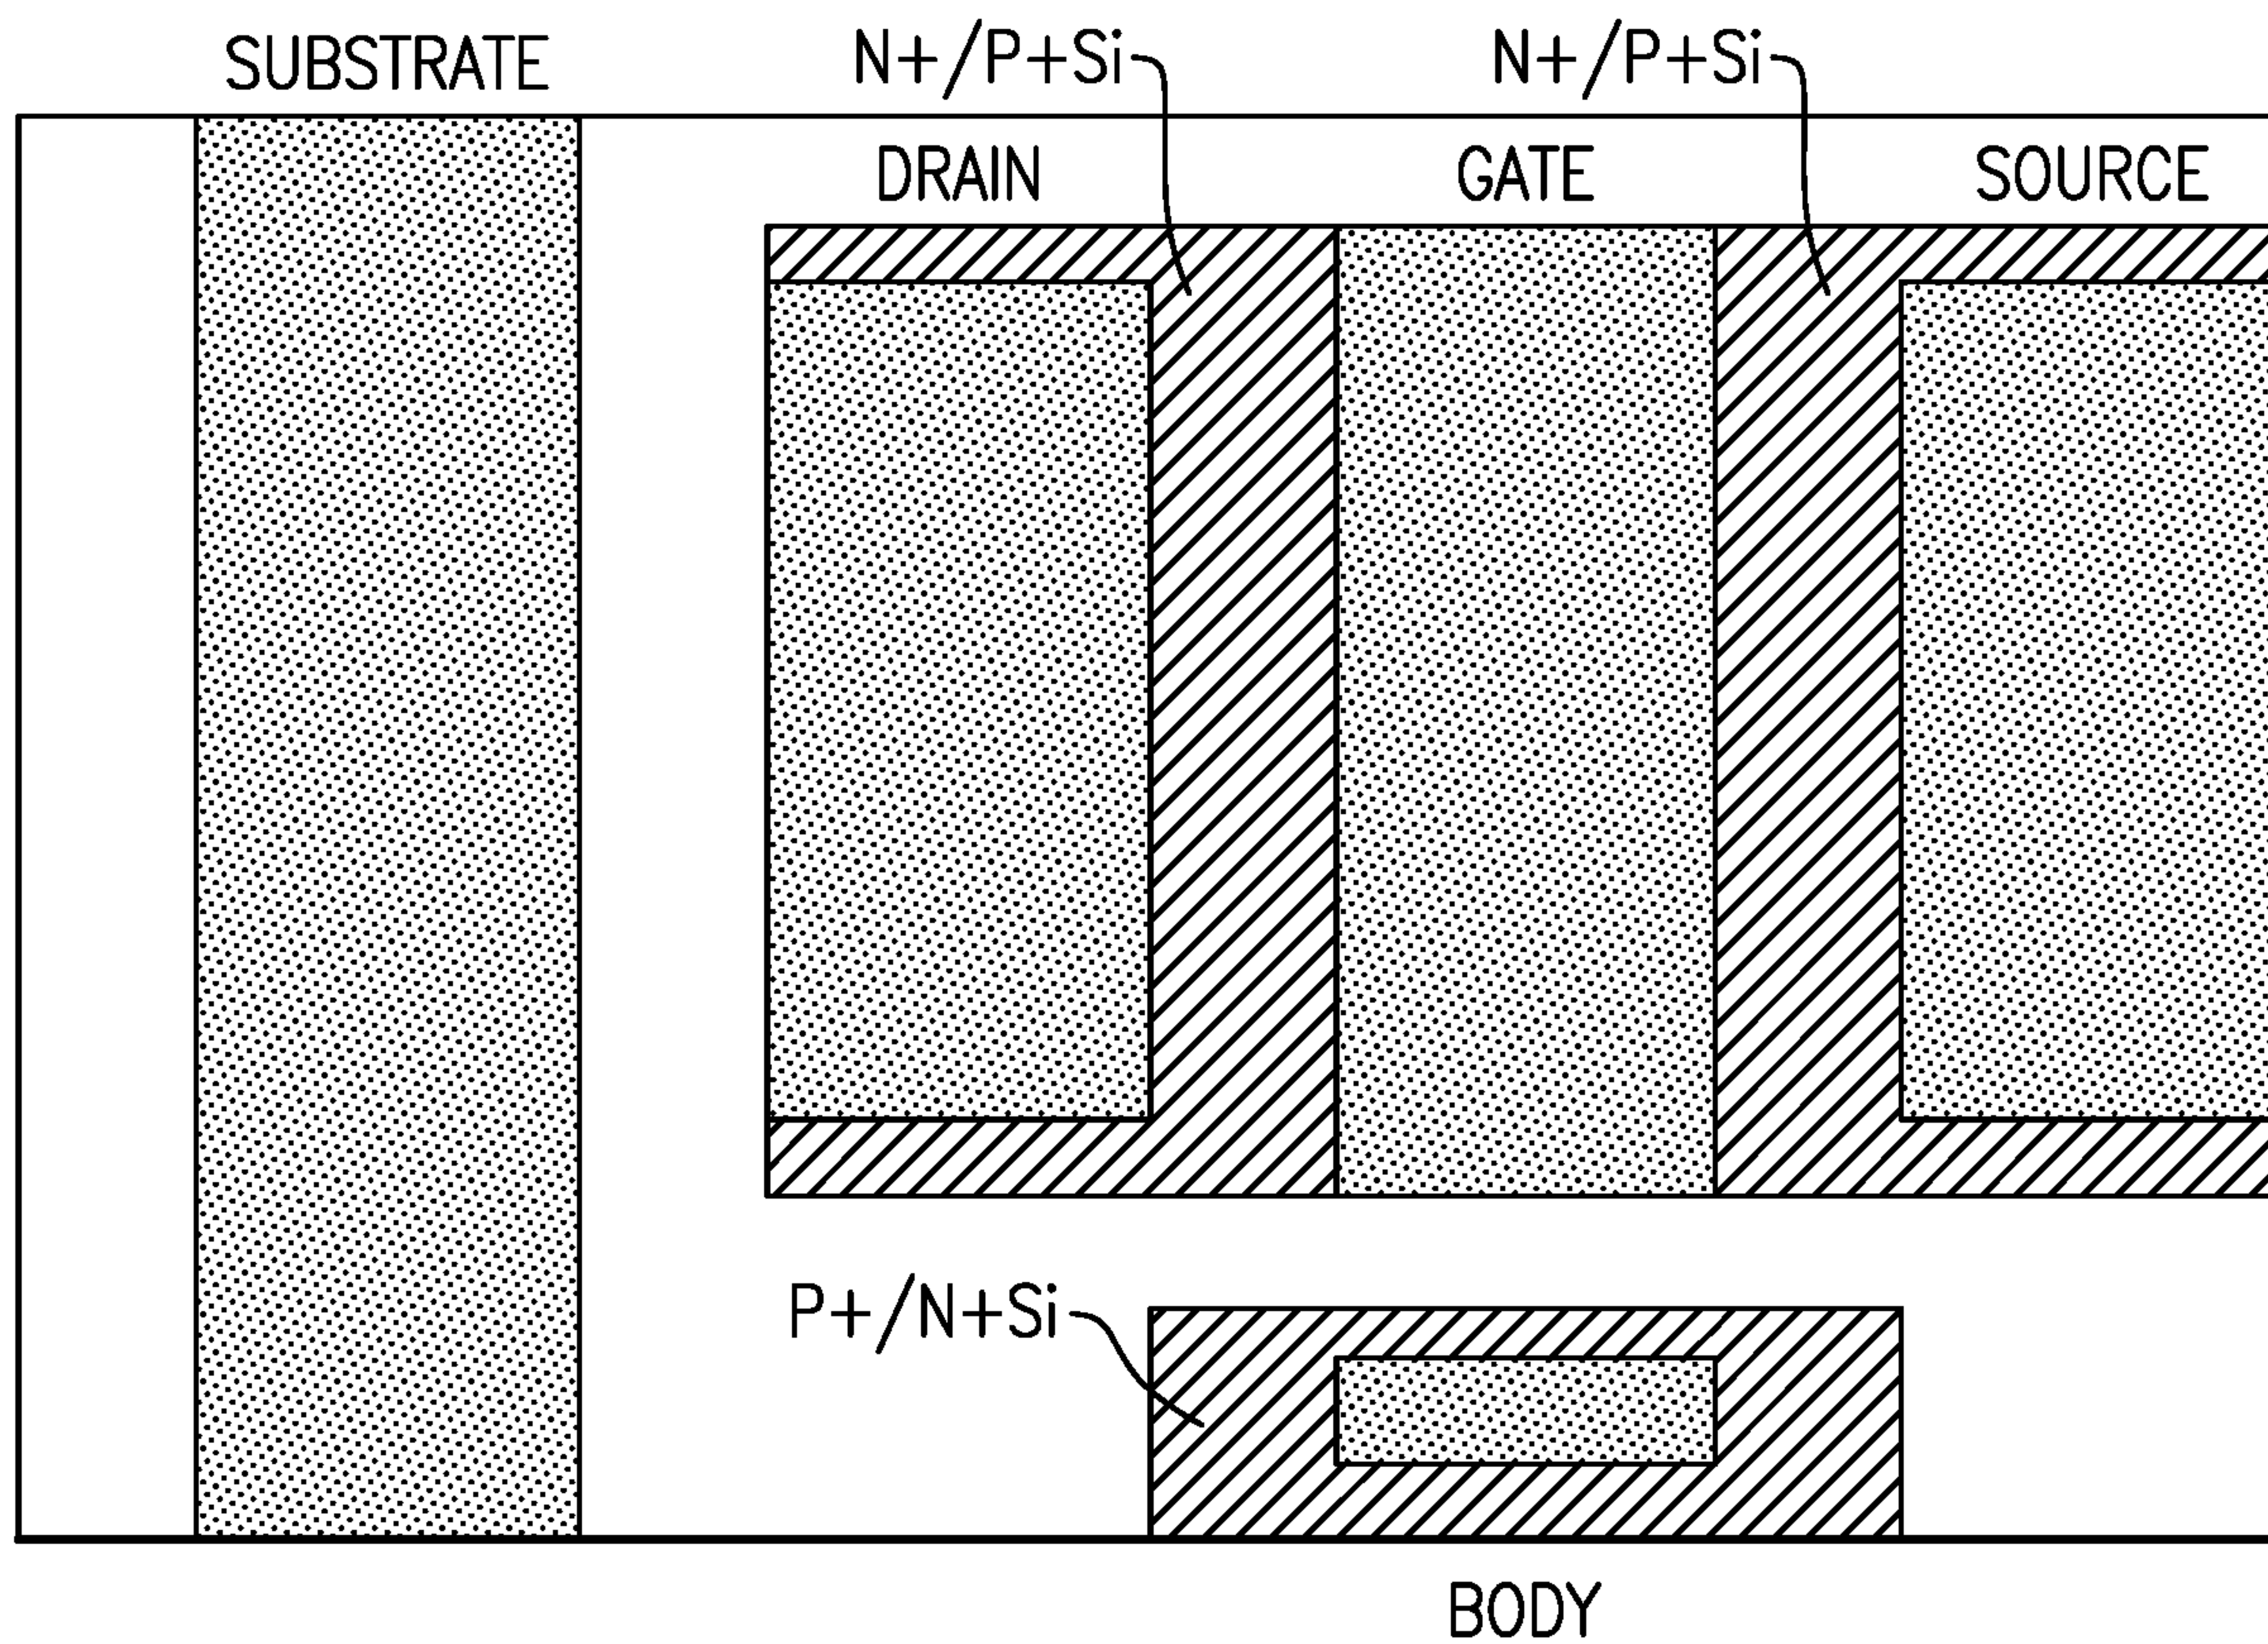 SUBSTRATE
N+/P+Si
N+/P+Si
DRAIN
GATE
SOURCE
P+/N+Si
BODY